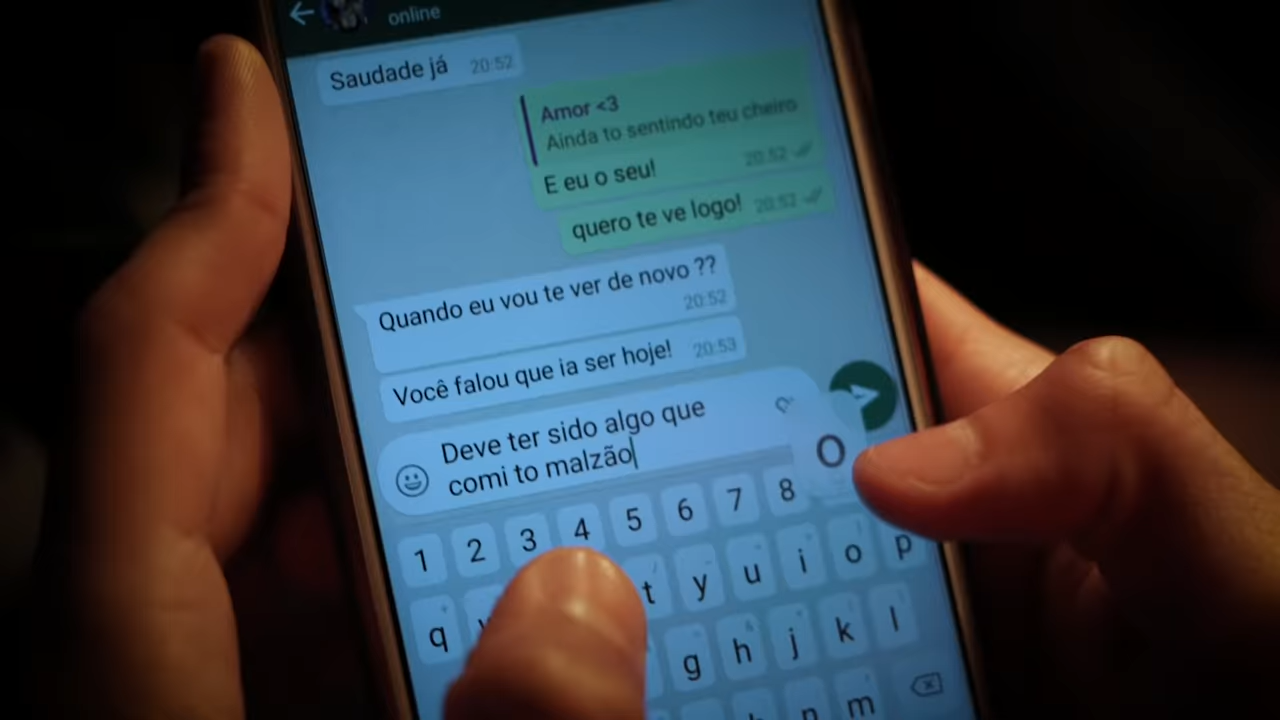 online
Saudade já 20:52
Amor <3
Ainda to sentindo teu cheiro
E eu o seu! 20:52
quero te ve logo! 20:52
Quando eu vou te ver de novo ??
20:52
Você falou que ia ser hoje! 20:53
Deve ter sido algo que
comi to malzão
O
1 2 3 4 5 6 7 8
q t y u i o p
g h j k l
n m